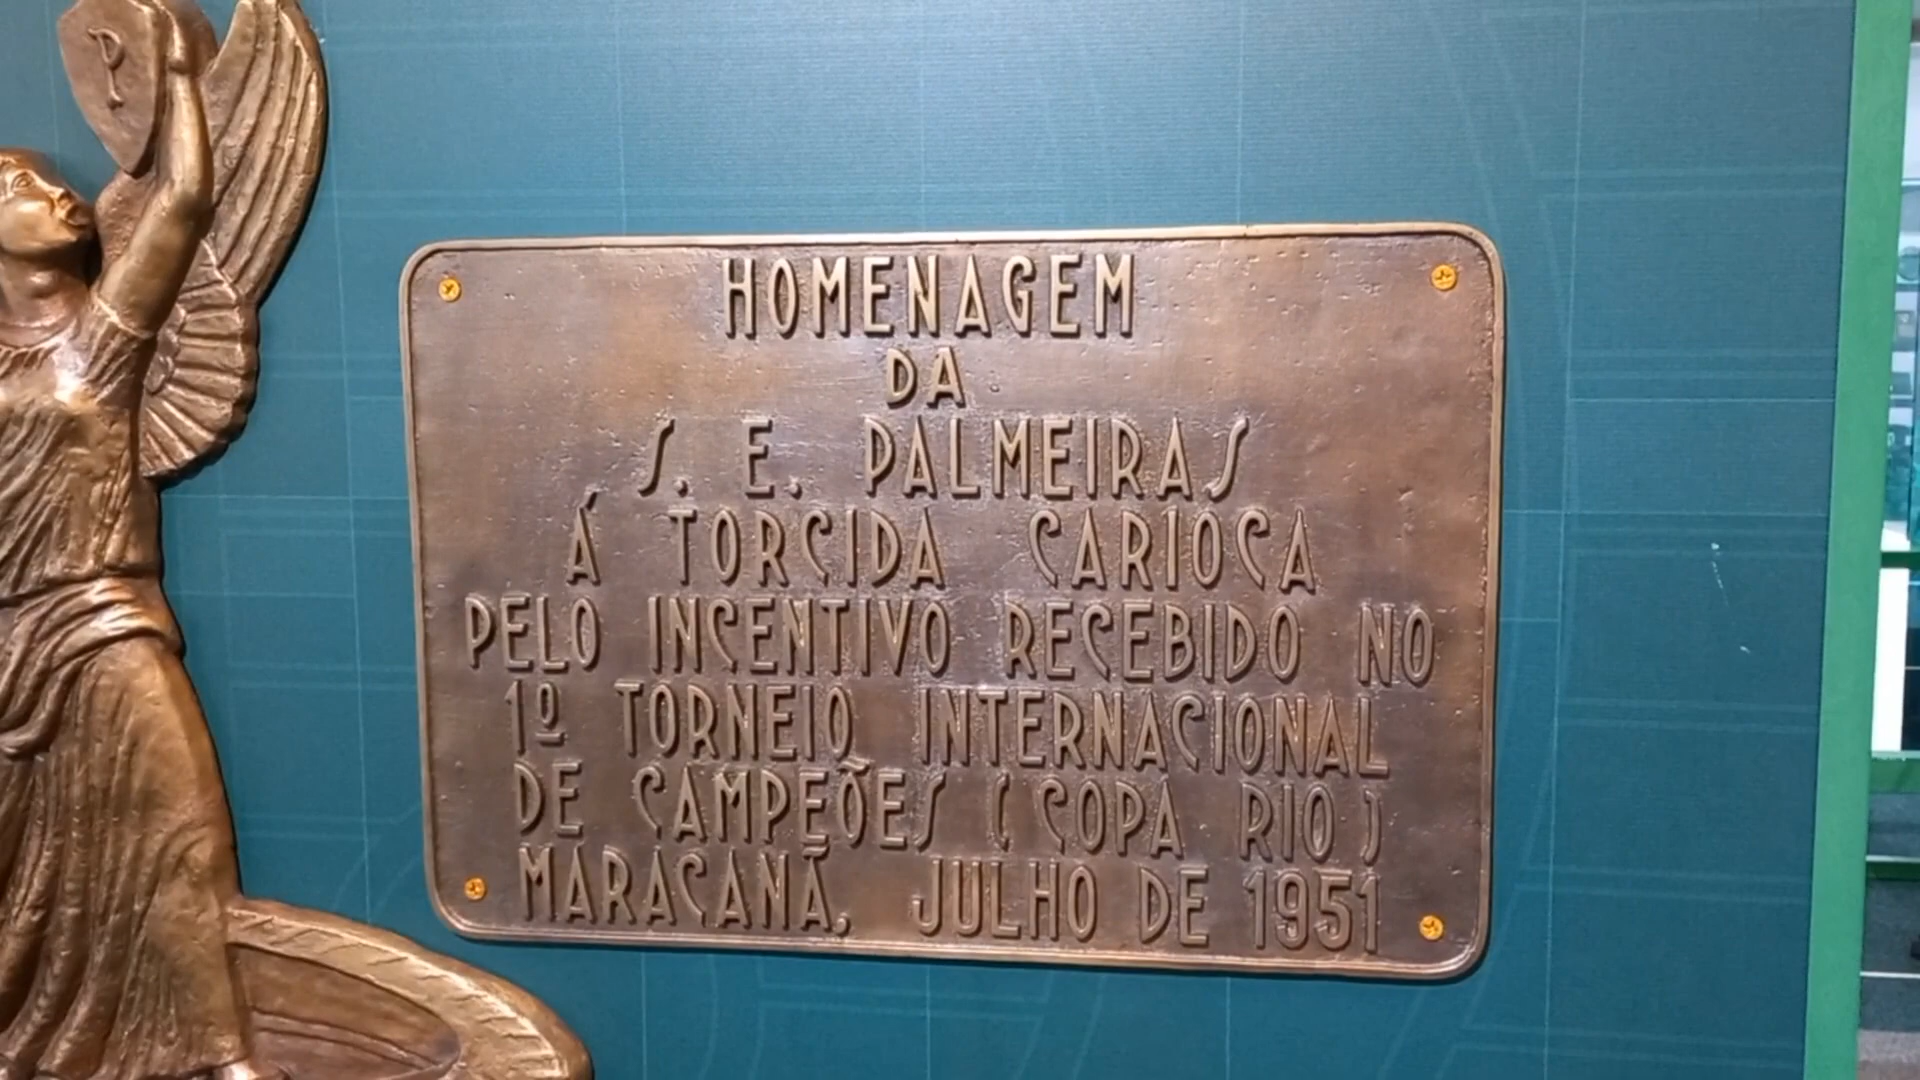 P
HOMENAGEM
DA
S. E. PALMEIRAS
Á TORCIDA CARIOCA
PELO INCENTIVO RECEBIDO NO
1º TORNEIO INTERNACIONAL
DE CAMPEÕES (COPA RIO)
MARACANÃ, JULHO DE 1951